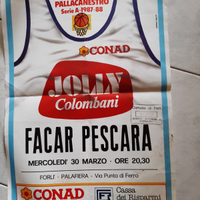 PALLACANESTRO
Serie A-1987-88
CONAD
JOLLY
Colombani
FACAR PESCARA
MERCOLEDÌ 30 MARZO - ORE 20,30
FORLI' - PALAFIERA - Via Punta di Ferro
CONAD
Cassa
dei Risparmi